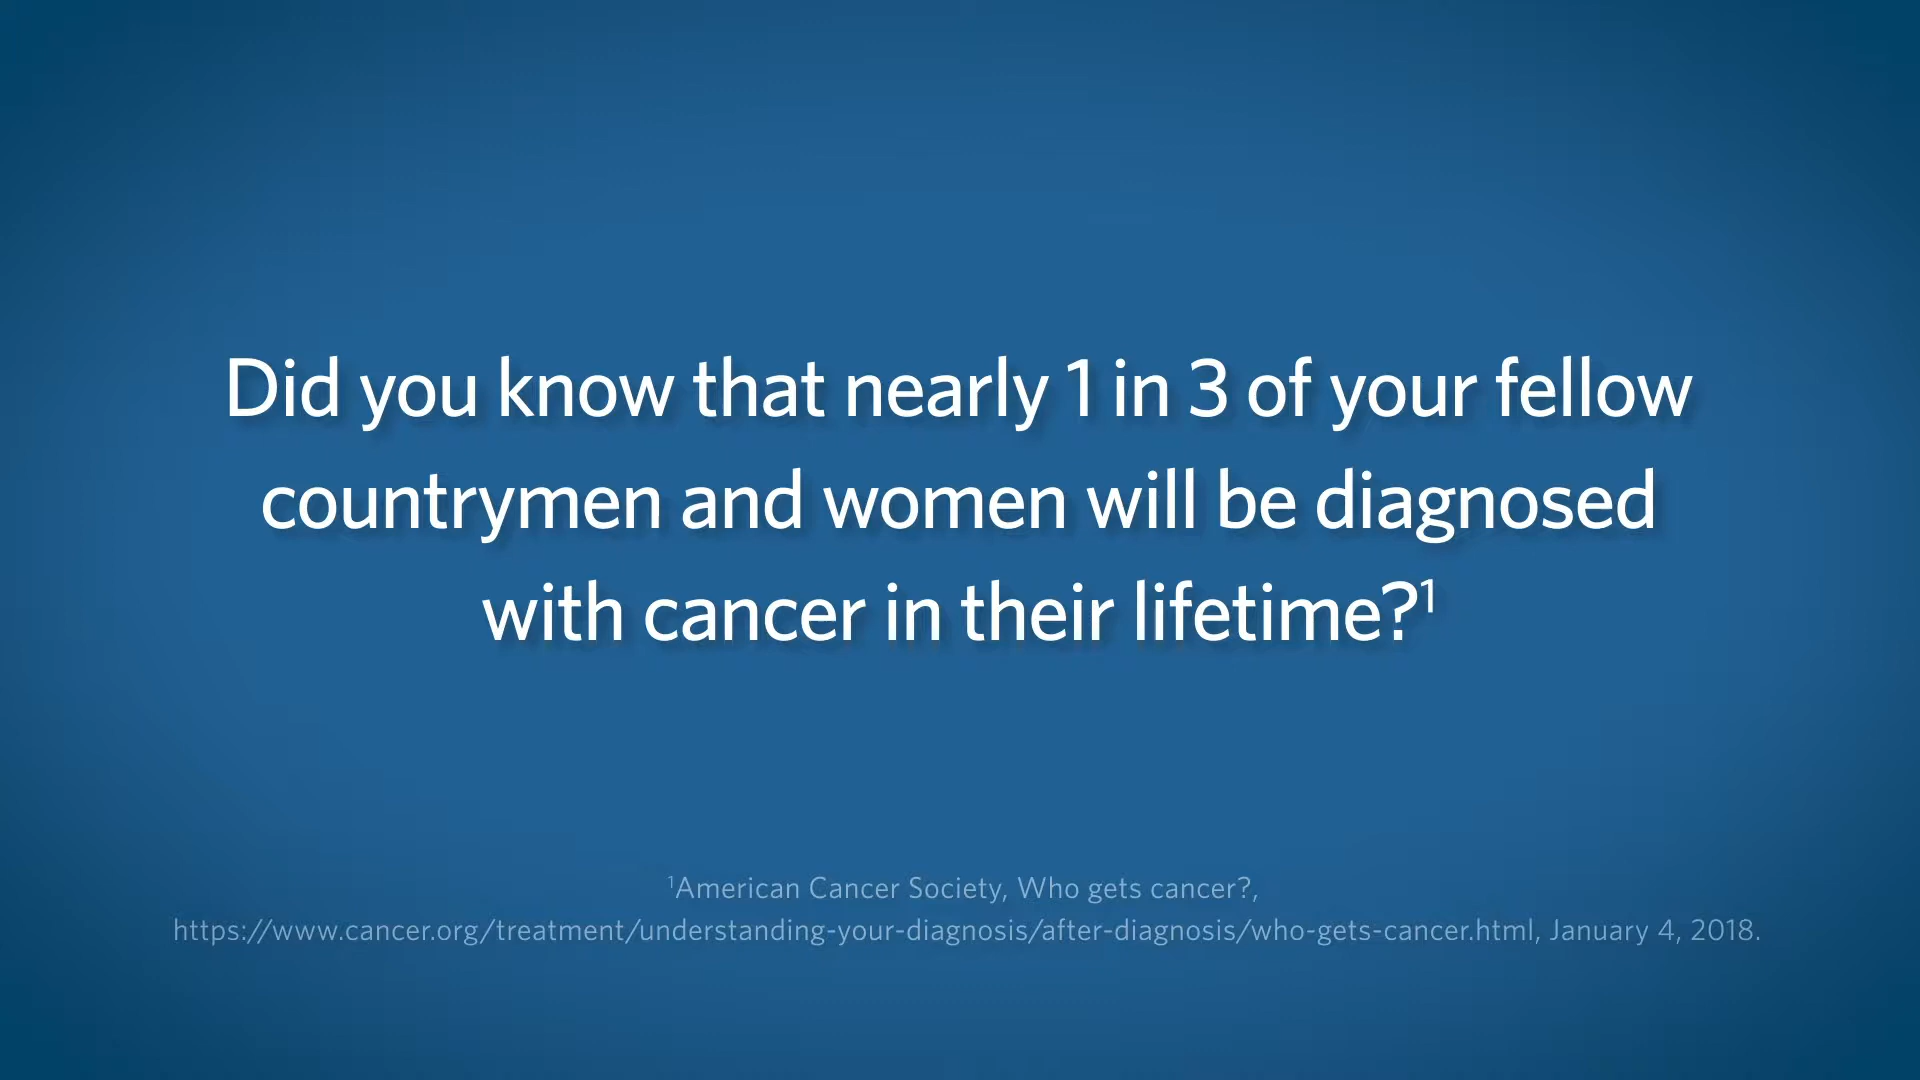 Did you know that nearly 1 in 3 of your fellow
countrymen and women will be diagnosed
with cancer in their lifetime?¹
¹American Cancer Society, Who gets cancer?,
https://www.cancer.org/treatment/understanding-your-diagnosis/after-diagnosis/who-gets-cancer.html, January 4, 2018.